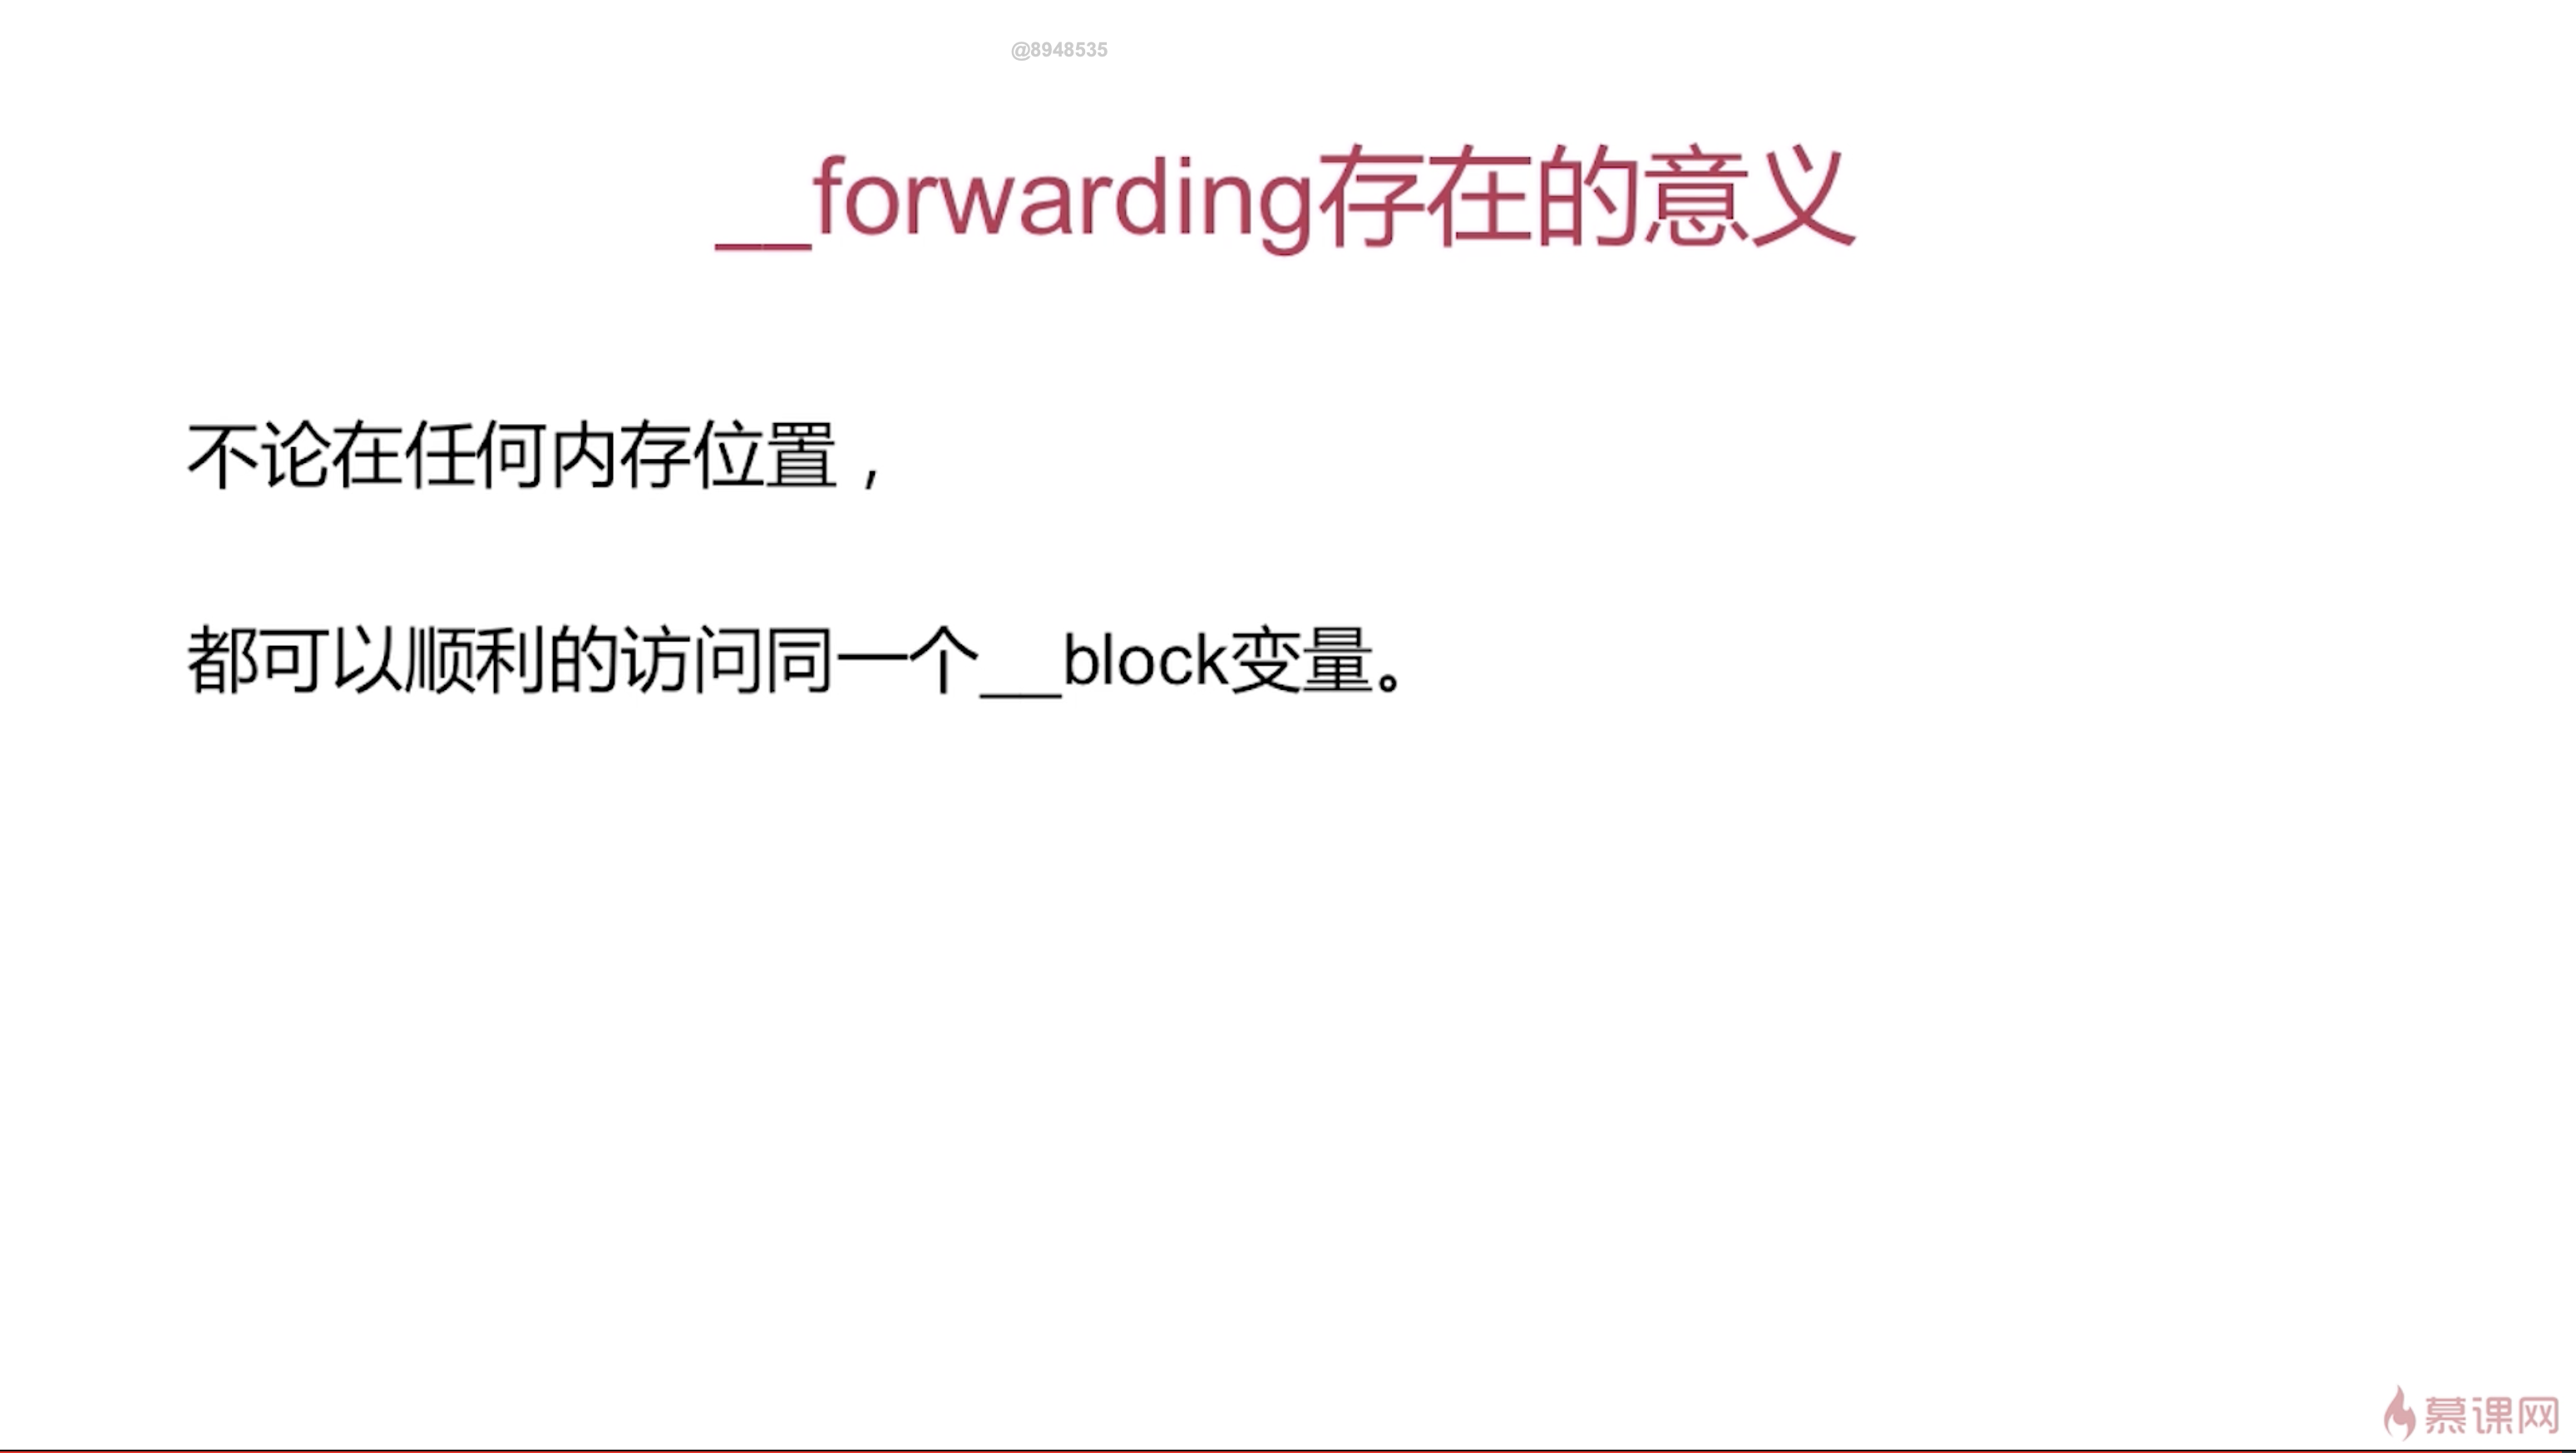 @8948535
__forwarding存在的意义
不论在任何内存位置，
都可以顺利的访问同一个__block变量。
慕课网